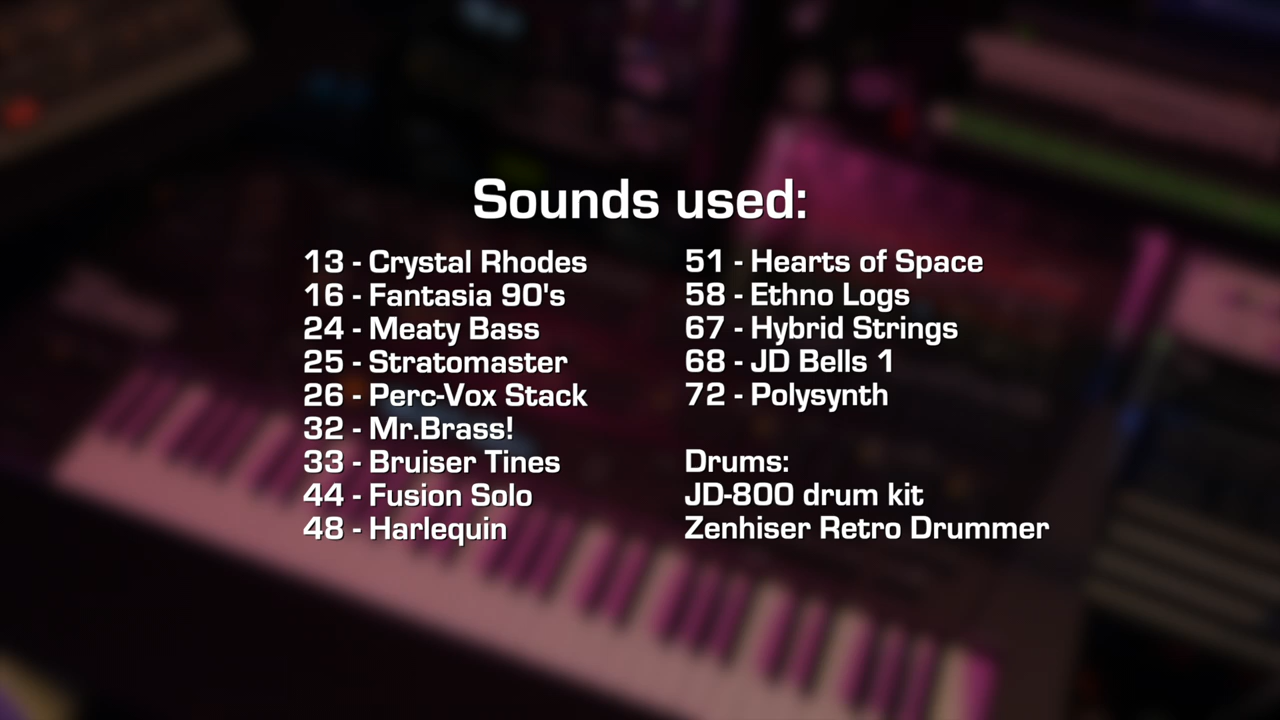 Sounds used:
13 - Crystal Rhodes
16 - Fantasia 90's
24 - Meaty Bass
25 - Stratomaster
26 - Perc-Vox Stack
32 - Mr.Brass!
33 - Bruiser Tines
44 - Fusion Solo
48 - Harlequin
51 - Hearts of Space
58 - Ethno Logs
67 - Hybrid Strings
68 - JD Bells 1
72 - Polysynth
Drums:
JD-800 drum kit
Zenhiser Retro Drummer